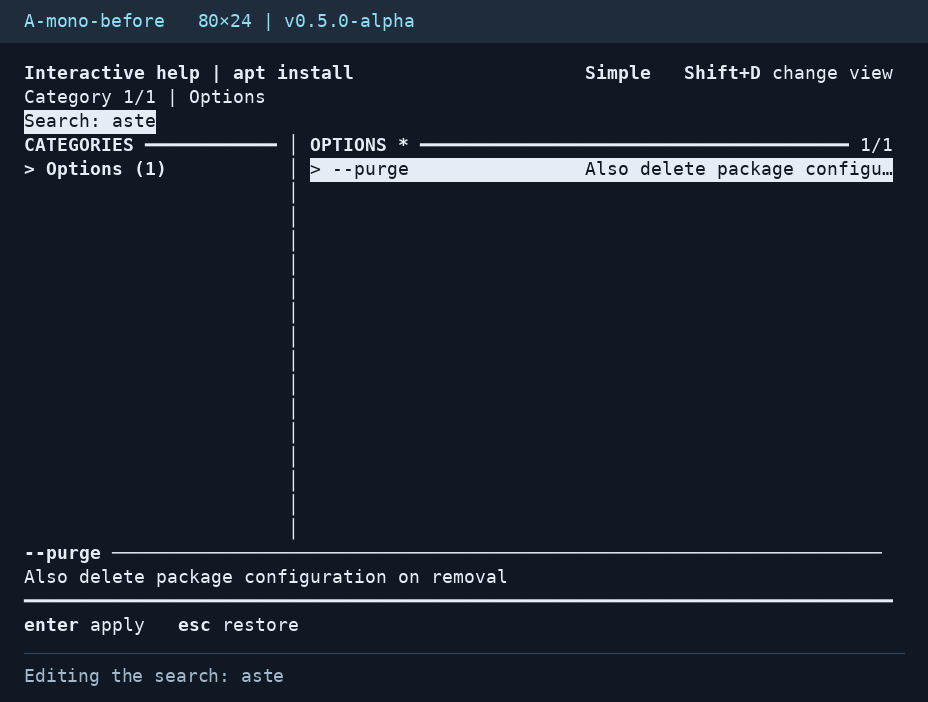 A-mono-before   80×24 | v0.5.0-alpha
Interactive help | apt install                     Simple   Shift+D change view
Category 1/1 | Options
Search: aste
CATEGORIES │ OPTIONS * 1/1
> Options (1) │ > --purge                Also delete package configu…
--purge
Also delete package configuration on removal
enter apply   esc restore
Editing the search: aste